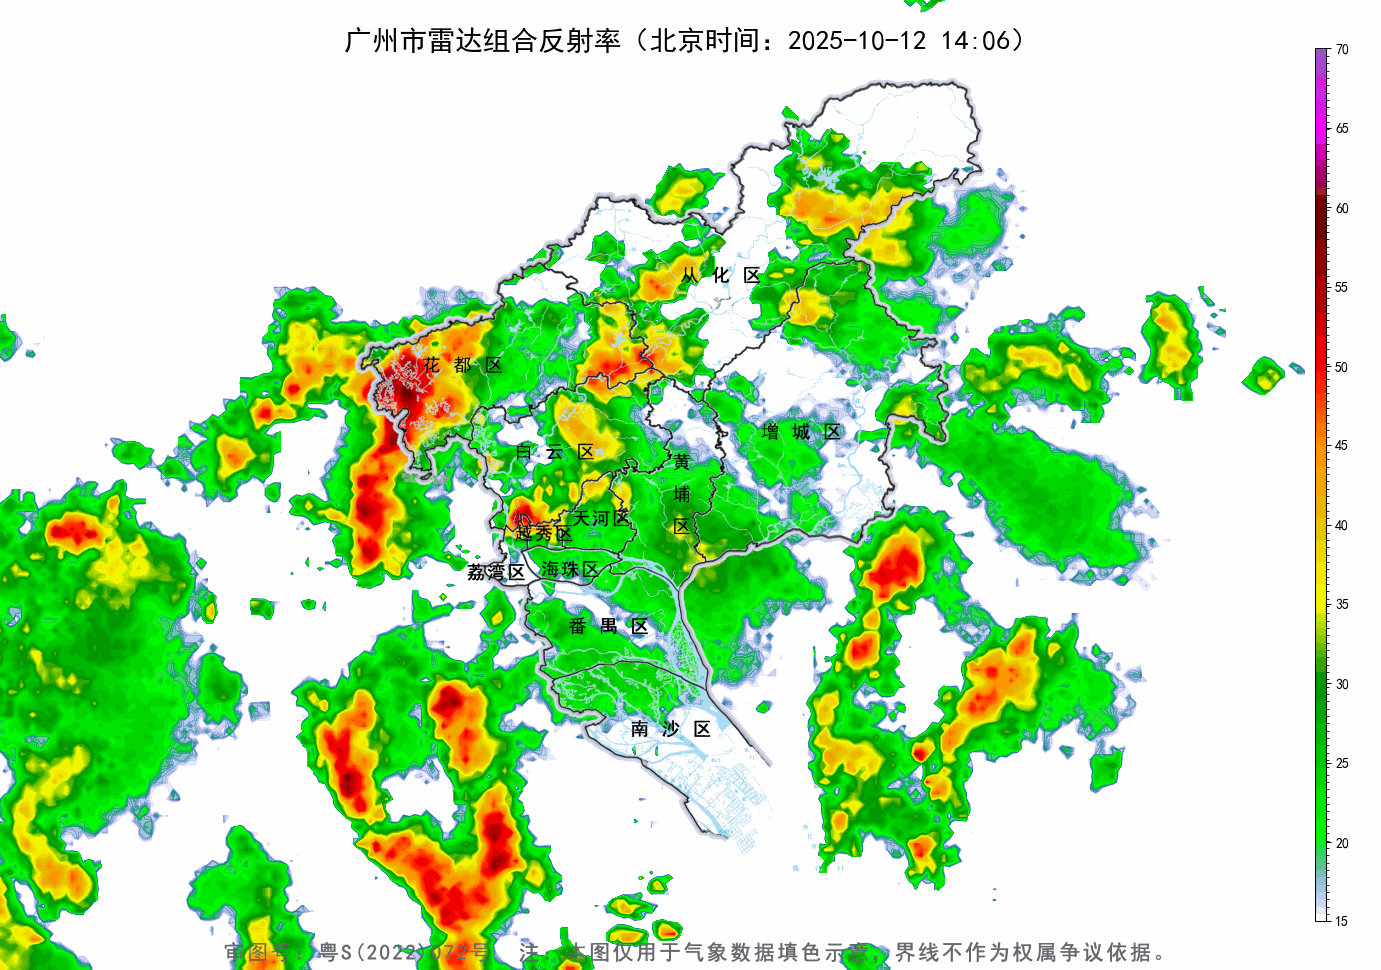 广州市雷达组合反射率（北京时间：2025-10-12 14:06）
70
65
60
55
50
45
40
35
30
25
20
15
从 化 区
花 都 区
增 城 区
白 云 区
黄
埔
区
天河区
越秀区
荔湾区
海珠区
番 禺 区
南 沙 区
审图号：粤S(2022)072号 注：本图仅用于气象数据填色示意，界线不作为权属争议依据。